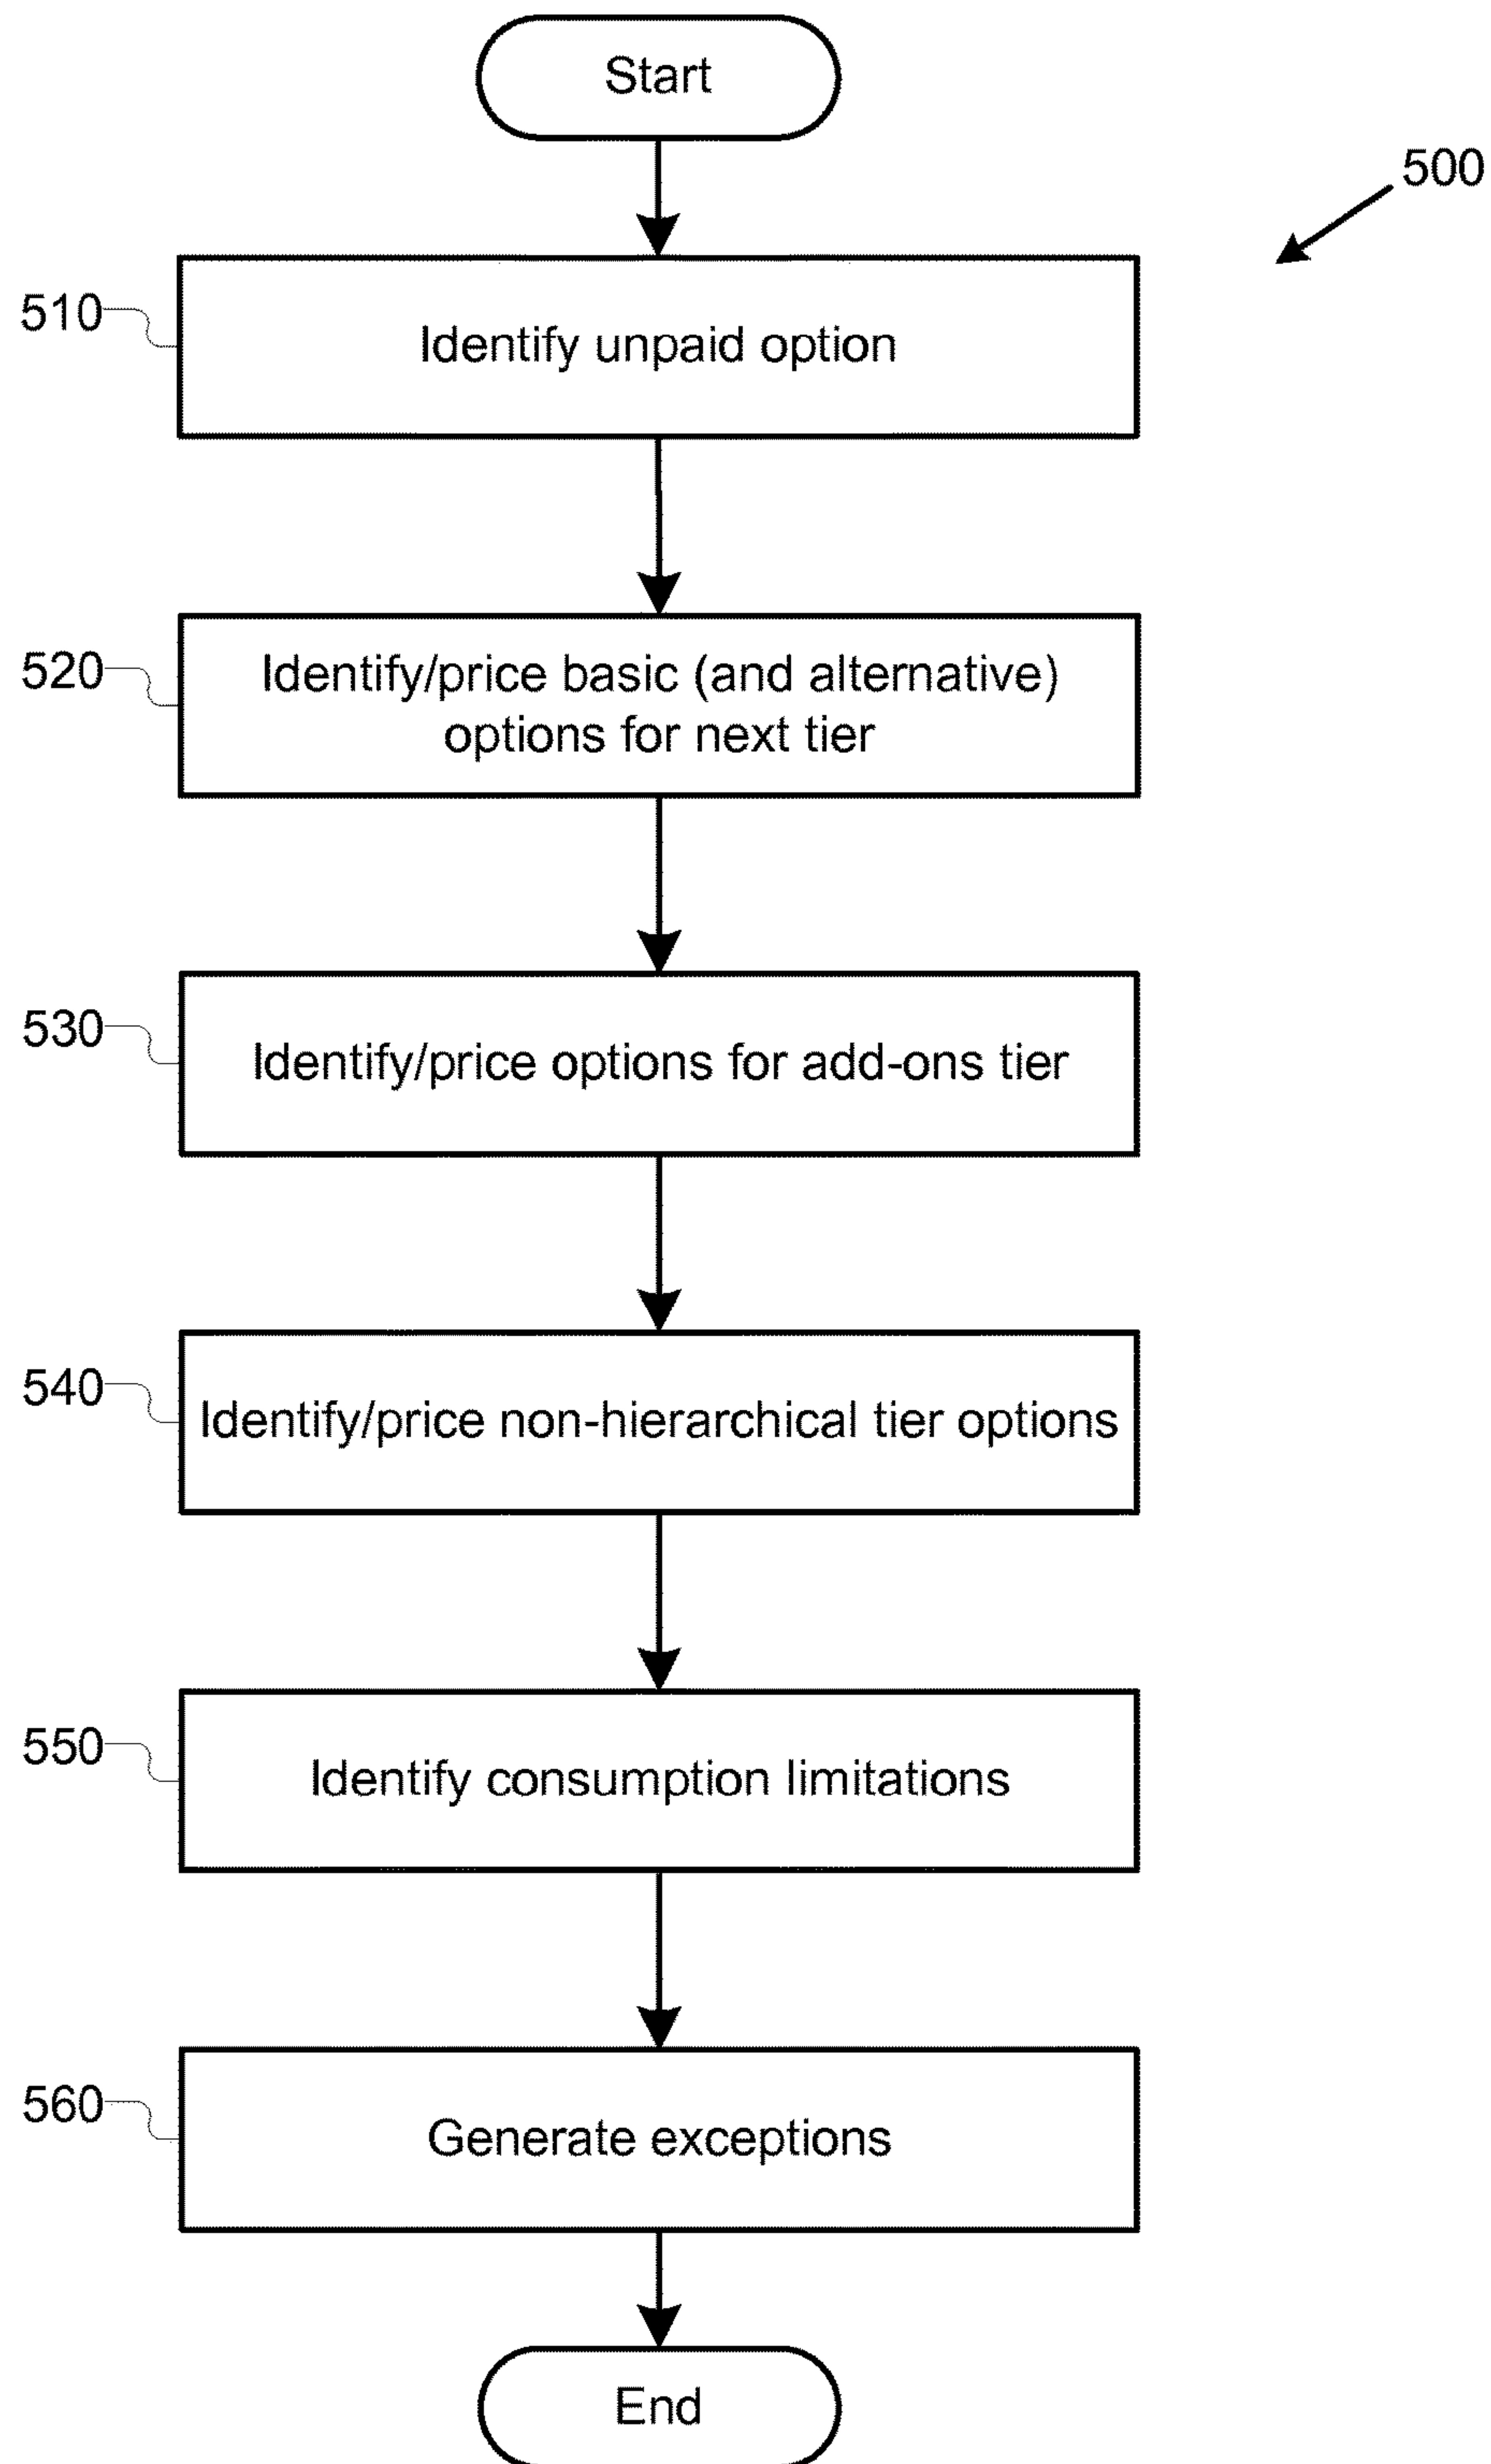 Start
500
510
Identify unpaid option
520
Identify/price basic (and alternative)
options for next tier
530
Identify/price options for add-ons tier
540
Identify/price non-hierarchical tier options
550
Identify consumption limitations
560
Generate exceptions
End